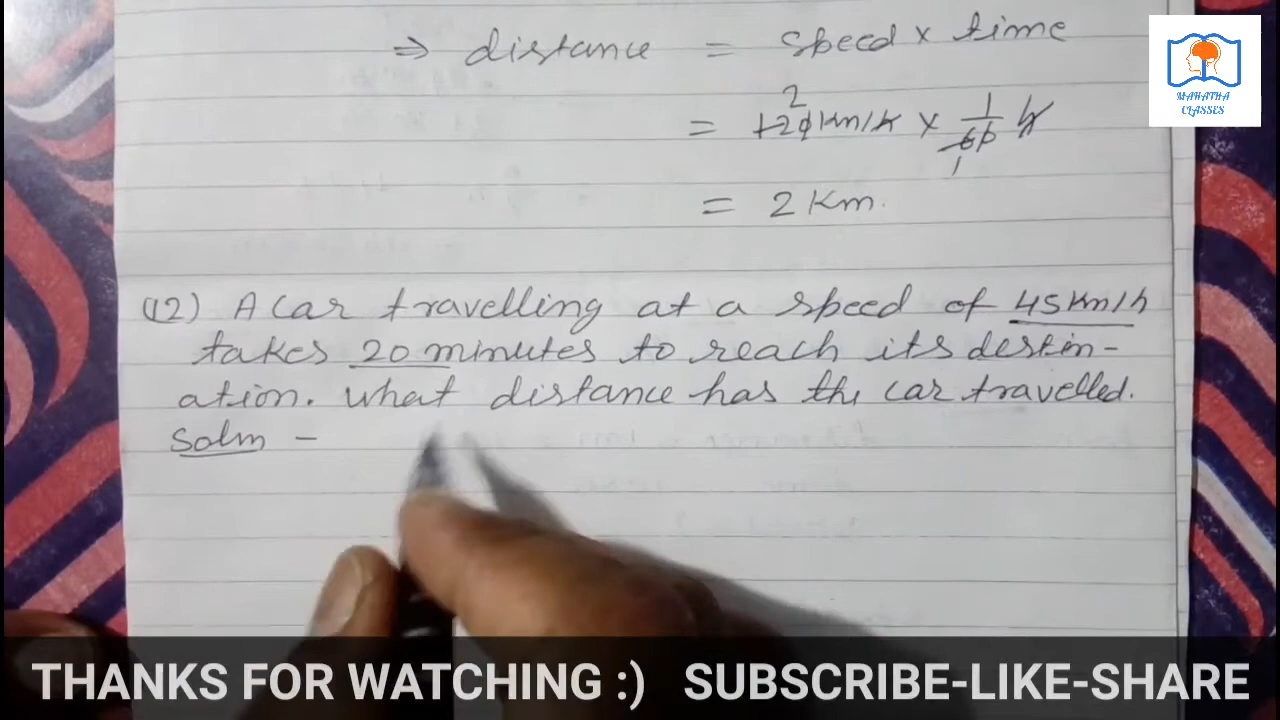 ⇒ distance = speed × time
MAHATHA
CLASSES
2
= 120 km/h × 1/60 h
1
= 2 Km.
(12) A car travelling at a speed of 45 Km/h
takes 20 minutes to reach its destin-
ation. What distance has the car travelled.
Soln -
THANKS FOR WATCHING :) SUBSCRIBE-LIKE-SHARE